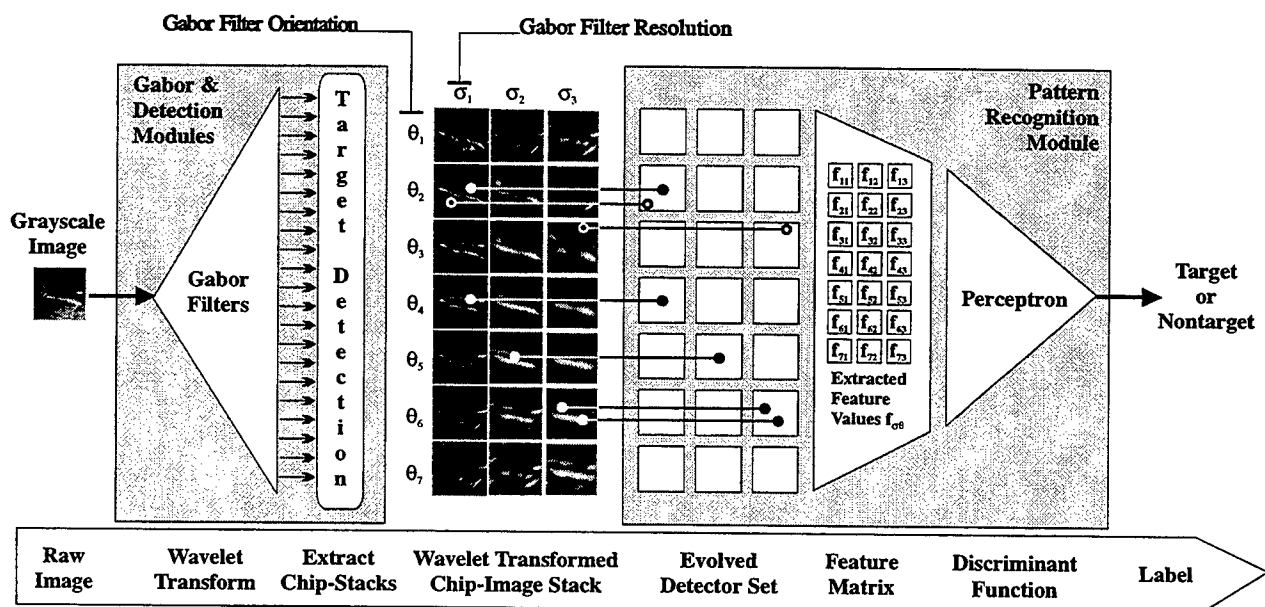 Gabor Filter Orientation
Gabor Filter Resolution
Gabor &
Detection
Modules
Target Detection
σ1 σ2 σ3
Pattern
Recognition
Module
θ1
θ2
θ3
θ4
θ5
θ6
θ7
Grayscale
Image
Gabor
Filters
f11 f12 f13
f21 f22 f23
f31 f32 f33
f41 f42 f43
f51 f52 f53
f61 f62 f63
f71 f72 f73
Extracted
Feature
Values fσθ
Perceptron
Target
or
Nontarget
Raw
Image
Wavelet
Transform
Extract
Chip-Stacks
Wavelet Transformed
Chip-Image Stack
Evolved
Detector Set
Feature
Matrix
Discriminant
Function
Label